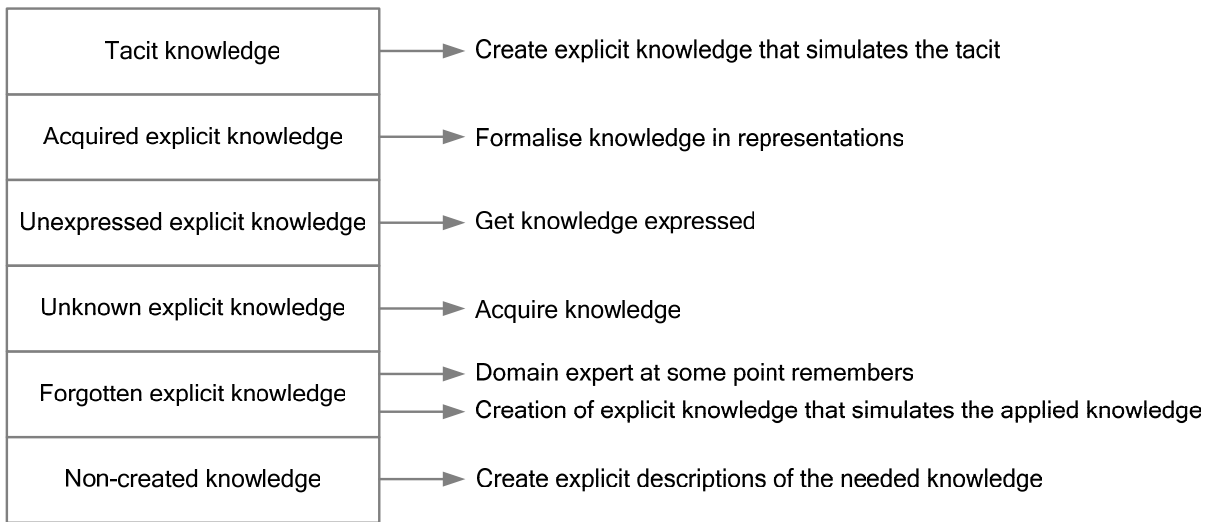 Tacit knowledge
Create explicit knowledge that simulates the tacit
Acquired explicit knowledge
Formalise knowledge in representations
Unexpressed explicit knowledge
Get knowledge expressed
Unknown explicit knowledge
Acquire knowledge
Forgotten explicit knowledge
Domain expert at some point remembers
Creation of explicit knowledge that simulates the applied knowledge
Non-created knowledge
Create explicit descriptions of the needed knowledge